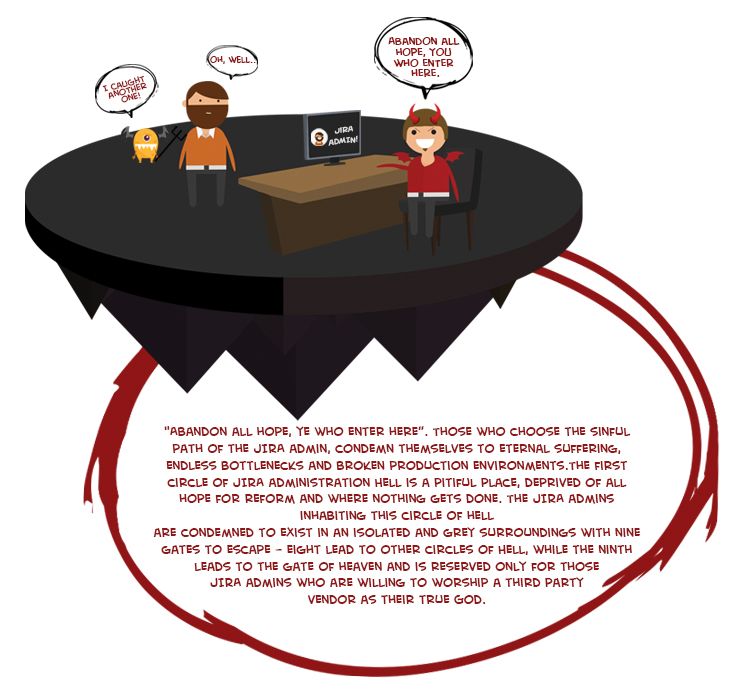 ABANDON ALL
HOPE, YOU
WHO ENTER
HERE.
OH, WELL..
I CAUGHT
ANOTHER
ONE!
JIRA
ADMIN!
"ABANDON ALL HOPE, YE WHO ENTER HERE". THOSE WHO CHOOSE THE SINFUL
PATH OF THE JIRA ADMIN, CONDEMN THEMSELVES TO ETERNAL SUFFERING,
ENDLESS BOTTLENECKS AND BROKEN PRODUCTION ENVIRONMENTS.THE FIRST
CIRCLE OF JIRA ADMINISTRATION HELL IS A PITIFUL PLACE, DEPRIVED OF ALL
HOPE FOR REFORM AND WHERE NOTHING GETS DONE. THE JIRA ADMINS
INHABITING THIS CIRCLE OF HELL
ARE CONDEMNED TO EXIST IN AN ISOLATED AND GREY SURROUNDINGS WITH NINE
GATES TO ESCAPE - EIGHT LEAD TO OTHER CIRCLES OF HELL, WHILE THE NINTH
LEADS TO THE GATE OF HEAVEN AND IS RESERVED ONLY FOR THOSE
JIRA ADMINS WHO ARE WILLING TO WORSHIP A THIRD PARTY
VENDOR AS THEIR TRUE GOD.